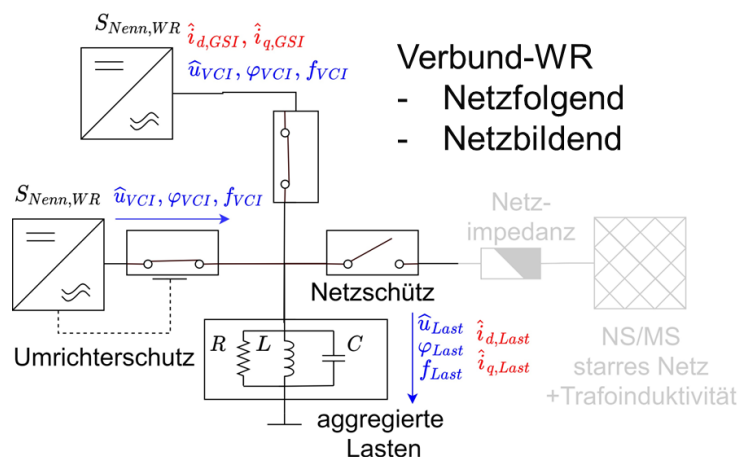 S_{Nenn,WR}
î_{d,GSI}, î_{q,GSI}
û_{VCI}, φ_{VCI}, f_{VCI}
Verbund-WR
- Netzfolgend
- Netzbildend
S_{Nenn,WR}
û_{VCI}, φ_{VCI}, f_{VCI}
Netz-
impedanz
Netzschütz
Umrichterschutz
R L C
û_{Last}
φ_{Last}
f_{Last}
î_{d,Last}
î_{q,Last}
aggregierte
Lasten
NS/MS
starres Netz
+Trafoinduktivität